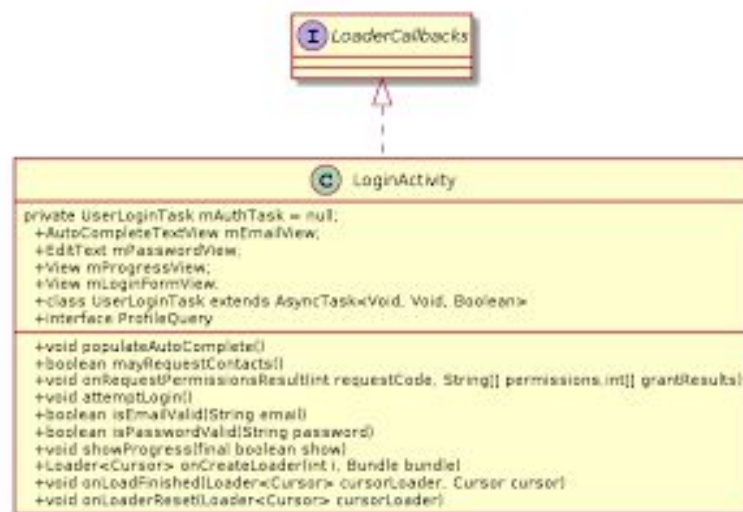 I LoaderCallbacks
C LoginActivity
private UserLoginTask mAuthTask = null;
+AutoCompleteTextView mEmailView;
+EditText mPasswordView;
+View mProgressView;
+View mLoginFormView.
+class UserLoginTask extends AsyncTask<Void, Void, Boolean>
+interface ProfileQuery
+void populateAutoComplete()
+boolean mayRequestContacts()
+void onRequestPermissionsResult(int requestCode, String[] permissions,int[] grantResults)
+void attemptLogin()
+boolean isEmailValid(String email)
+boolean isPasswordValid(String password)
+void showProgress(final boolean show)
+Loader<Cursor> onCreateLoader(int i, Bundle bundle)
+void onLoadFinished(Loader<Cursor> cursorLoader, Cursor cursor)
+void onLoaderReset(Loader<Cursor> cursorLoader)